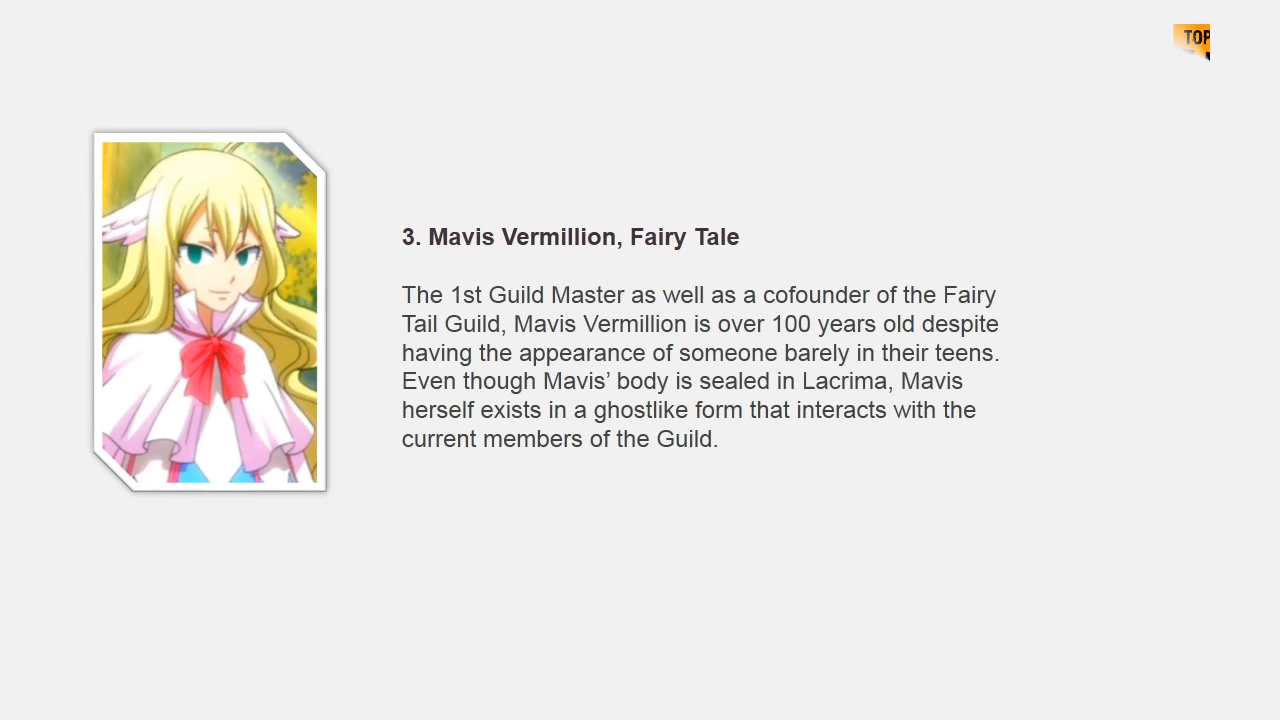 TOP
3. Mavis Vermillion, Fairy Tale
The 1st Guild Master as well as a cofounder of the Fairy
Tail Guild, Mavis Vermillion is over 100 years old despite
having the appearance of someone barely in their teens.
Even though Mavis’ body is sealed in Lacrima, Mavis
herself exists in a ghostlike form that interacts with the
current members of the Guild.